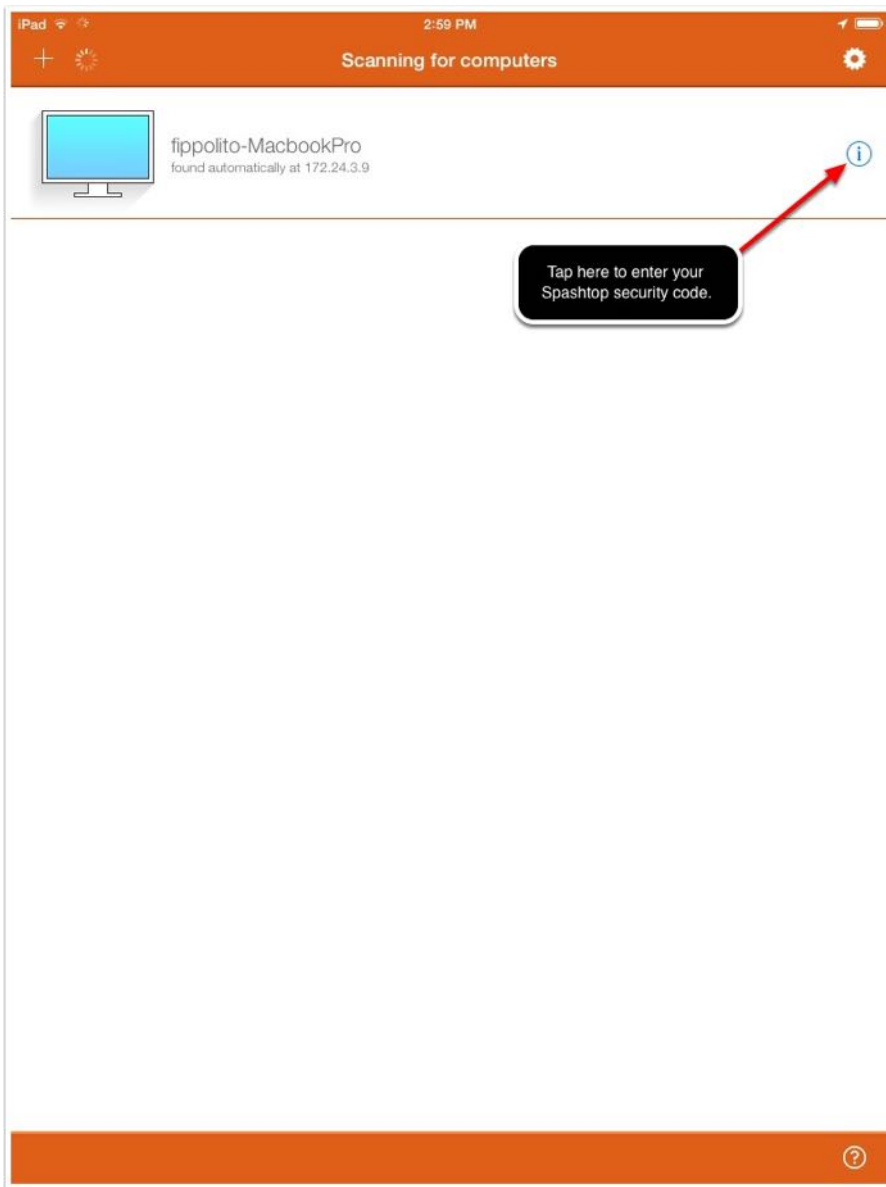 iPad 2:59 PM
Scanning for computers
fippolito-MacbookPro
found automatically at 172.24.3.9
Tap here to enter your
Spashtop security code.